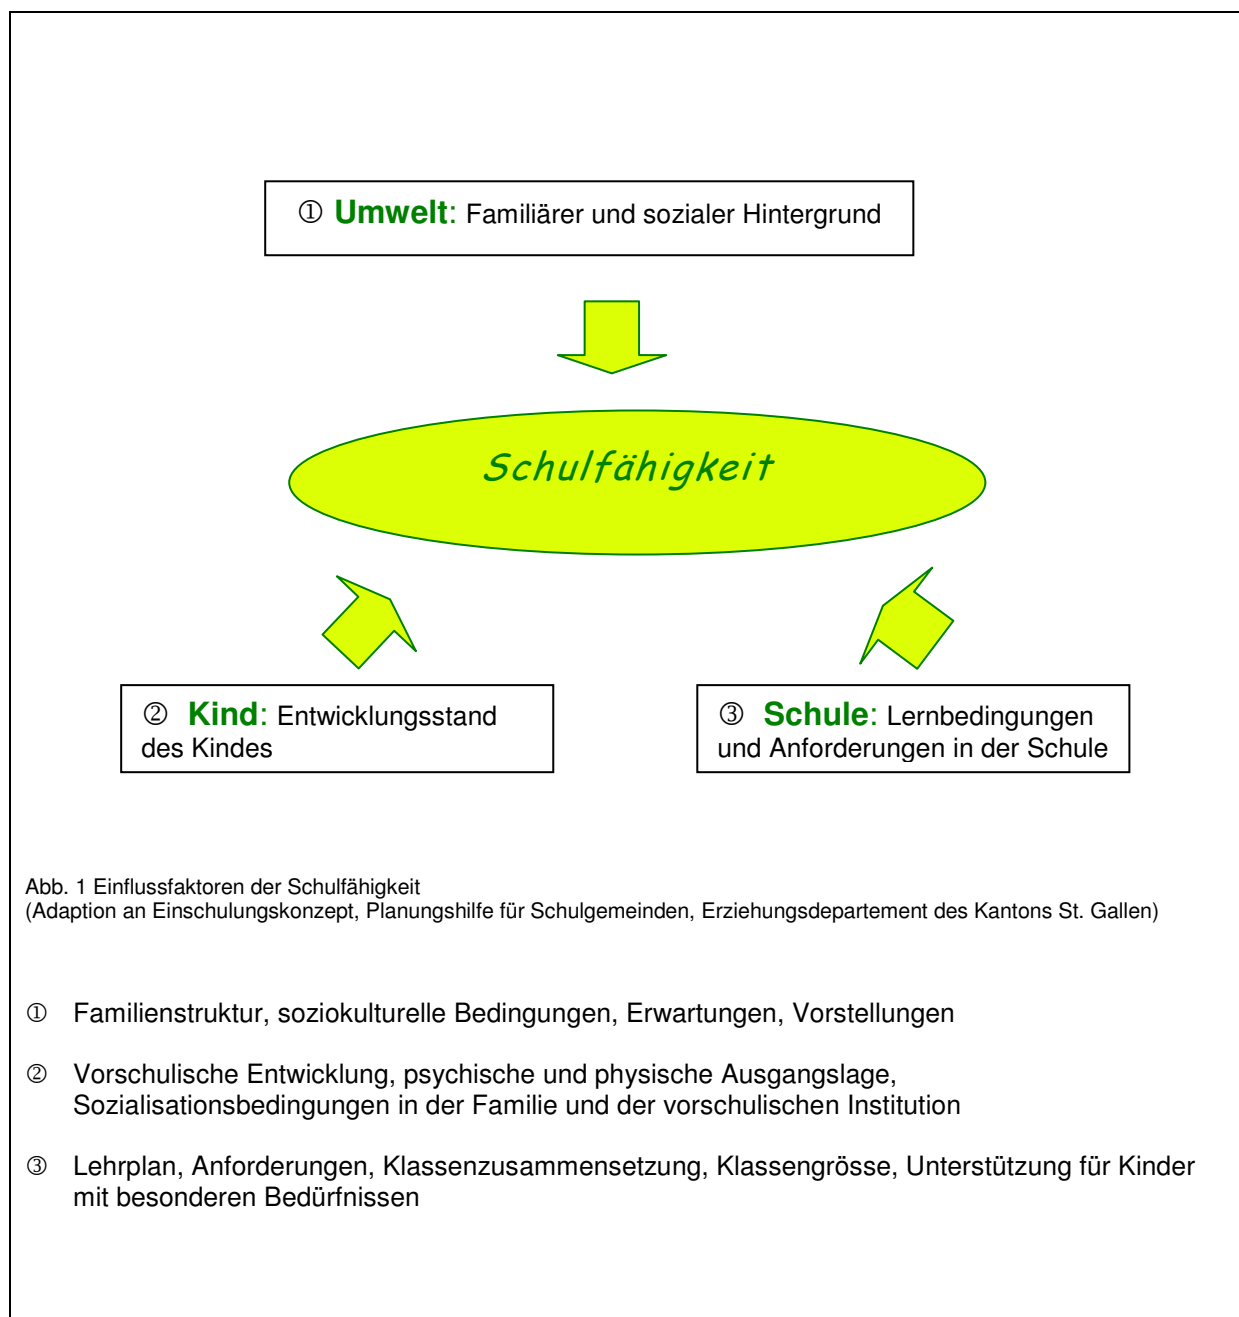 ① Umwelt: Familiärer und sozialer Hintergrund
Schulfähigkeit
② Kind: Entwicklungsstand
des Kindes
③ Schule: Lernbedingungen
und Anforderungen in der Schule
Abb. 1 Einflussfaktoren der Schulfähigkeit
(Adaption an Einschulungskonzept, Planungshilfe für Schulgemeinden, Erziehungsdepartement des Kantons St. Gallen)
① Familienstruktur, soziokulturelle Bedingungen, Erwartungen, Vorstellungen
② Vorschulische Entwicklung, psychische und physische Ausgangslage,
Sozialisationsbedingungen in der Familie und der vorschulischen Institution
③ Lehrplan, Anforderungen, Klassenzusammensetzung, Klassengrösse, Unterstützung für Kinder
mit besonderen Bedürfnissen